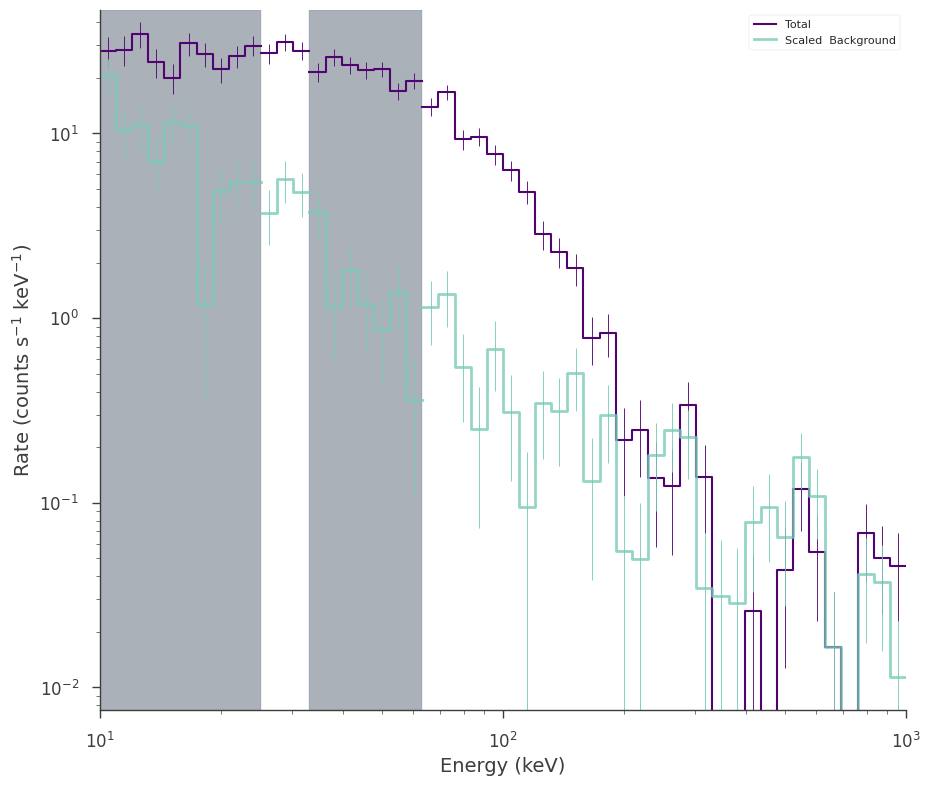 Total
Scaled  Background
Rate (counts s⁻¹ keV⁻¹)
10¹
10⁰
10⁻¹
10⁻²
10¹
10²
10³
Energy (keV)